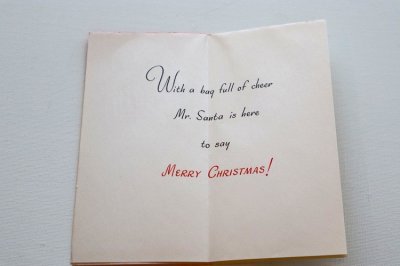 With a bag full of cheer
Mr. Santa is here
to say
MERRY CHRISTMAS!